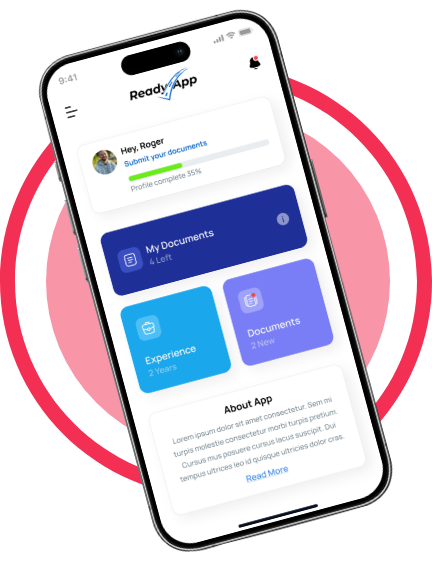 9:41
ReadyApp
Hey, Roger
Submit your documents
Profile complete 35%
My Documents
4 Left
Experience
2 Years
Documents
2 New
About App
Lorem ipsum dolor sit amet consectetur. Sem mi
turpis molestie consectetur morbi turpis pretium.
Cursus mus posuere cursus lacus suscipit. Dui
tempus ultrices leo id quisque ultricies dolor cras.
Read More